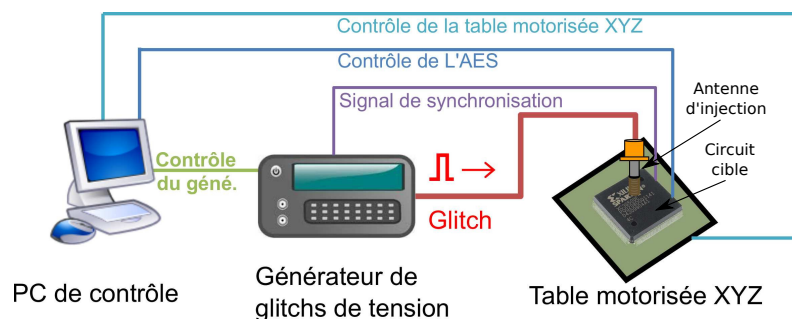 Contrôle de la table motorisée XYZ
Contrôle de L'AES
Signal de synchronisation
Antenne
d'injection
Circuit
cible
Contrôle
du géné.
Glitch
PC de contrôle
Générateur de
glitchs de tension
Table motorisée XYZ